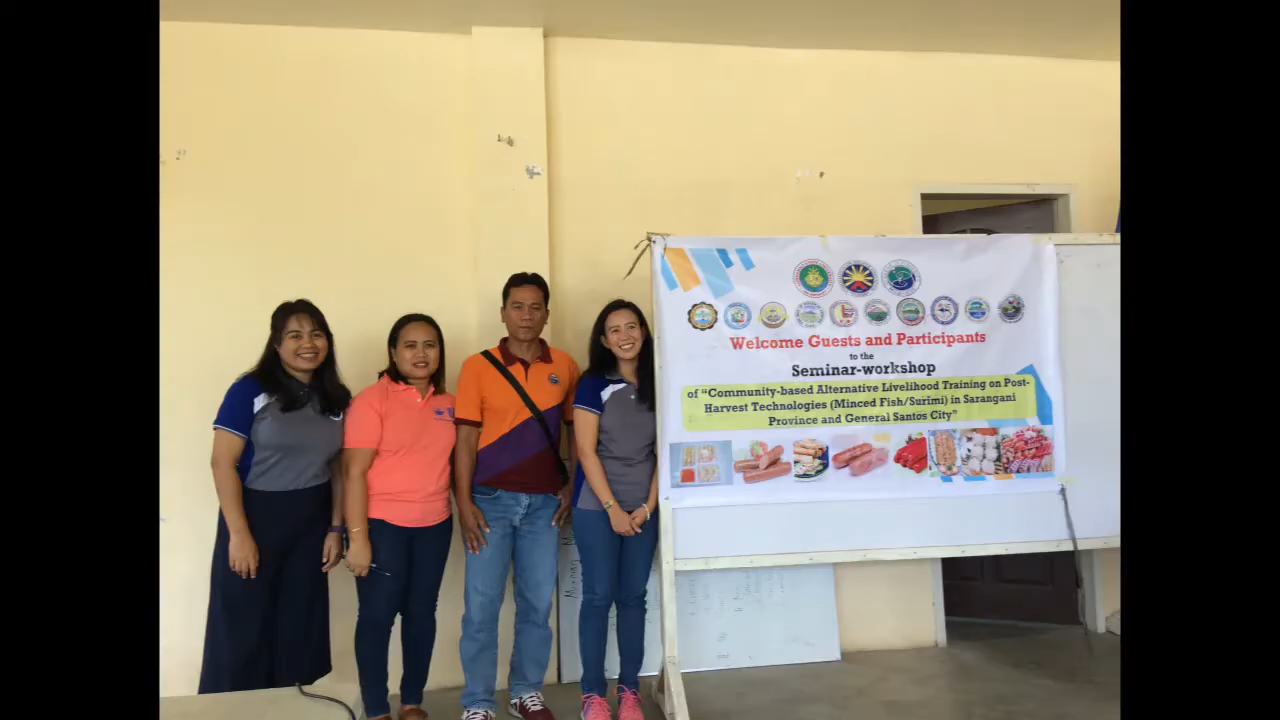 Welcome Guests and Participants
to the
Seminar-workshop
of “Community-based Alternative Livelihood Training on Post-
Harvest Technologies (Minced Fish/Surimi) in Sarangani
Province and General Santos City”